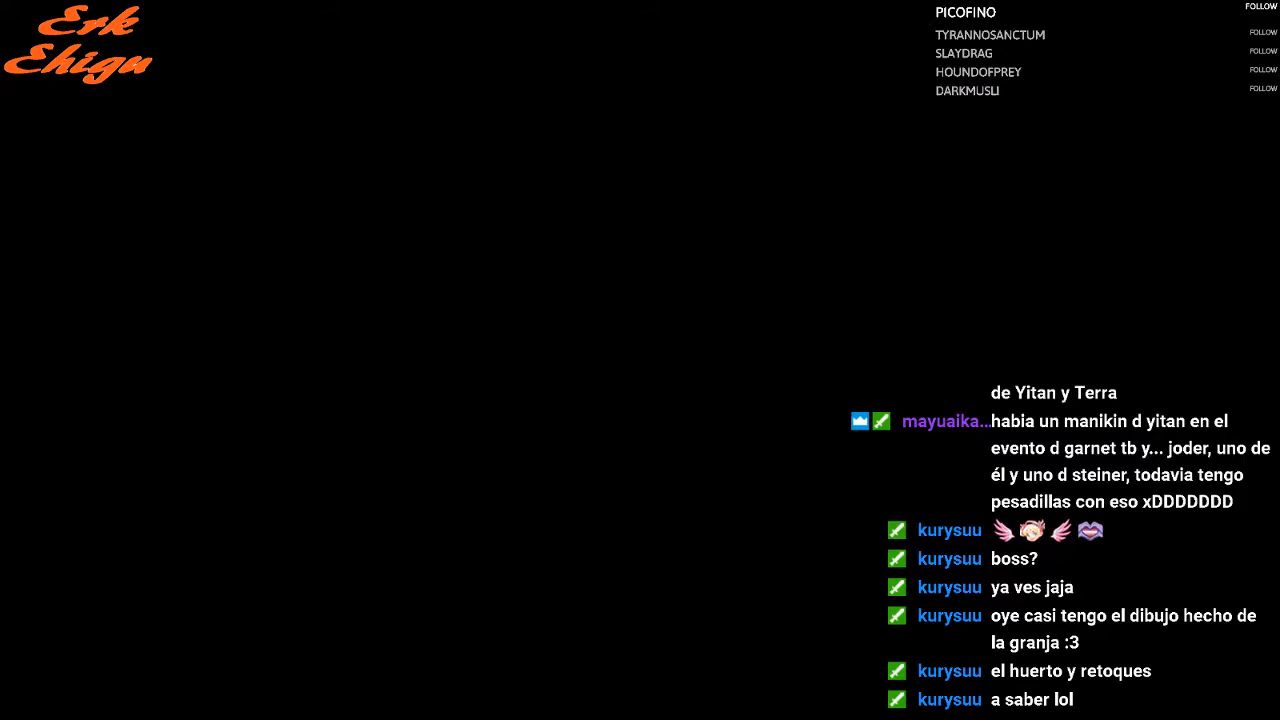 Erk
Ehigu
PICOFINO FOLLOW
TYRANNOSANCTUM FOLLOW
SLAYDRAG FOLLOW
HOUNDOFPREY FOLLOW
DARKMUSLI FOLLOW
de Yitan y Terra
mayuaika... habia un manikin d yitan en el
evento d garnet tb y... joder, uno de
él y uno d steiner, todavia tengo
pesadillas con eso xDDDDDDD
kurysuu
kurysuu boss?
kurysuu ya ves jaja
kurysuu oye casi tengo el dibujo hecho de
la granja :3
kurysuu el huerto y retoques
kurysuu a saber lol